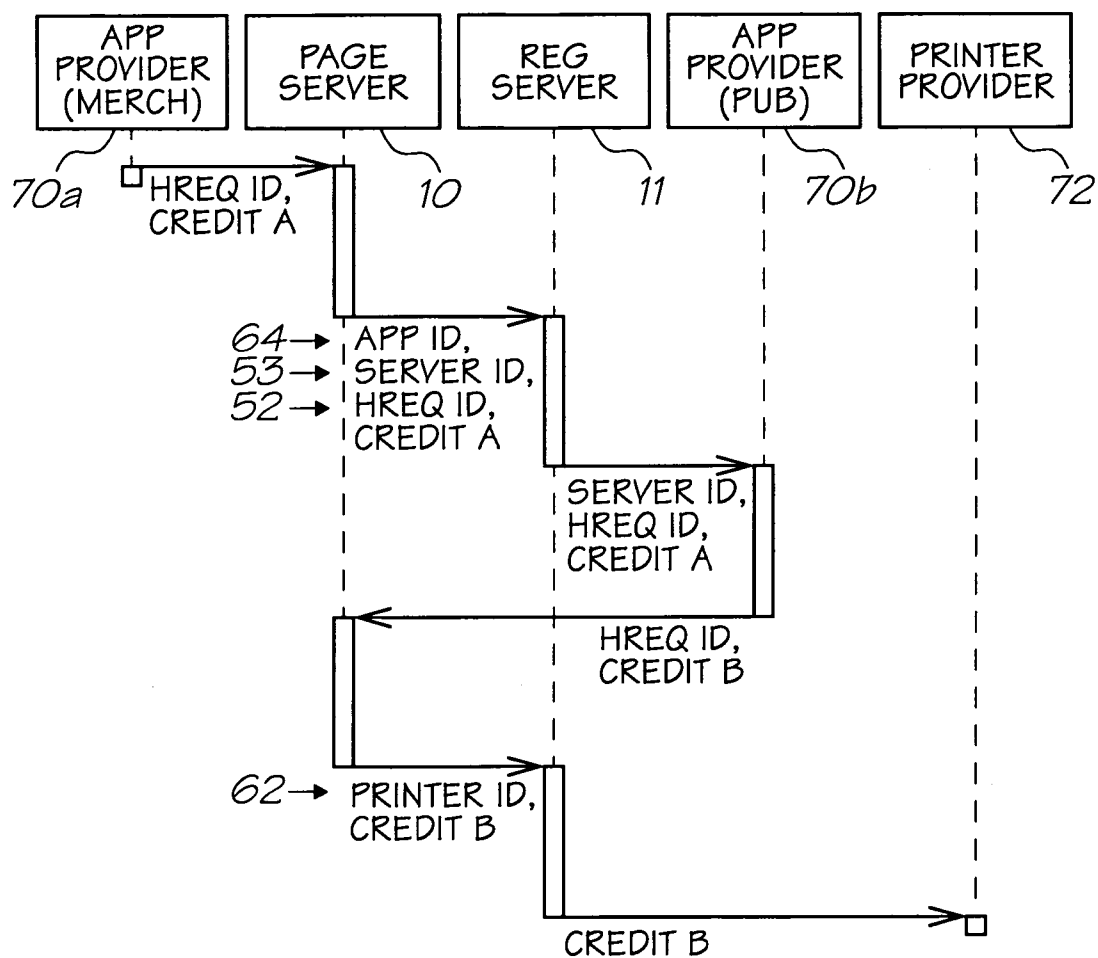 APP
PROVIDER
(MERCH)
PAGE
SERVER
REG
SERVER
APP
PROVIDER
(PUB)
PRINTER
PROVIDER
70a
10
11
70b
72
HREQ ID,
CREDIT A
64
APP ID,
53
SERVER ID,
52
HREQ ID,
CREDIT A
SERVER ID,
HREQ ID,
CREDIT A
HREQ ID,
CREDIT B
62
PRINTER ID,
CREDIT B
CREDIT B